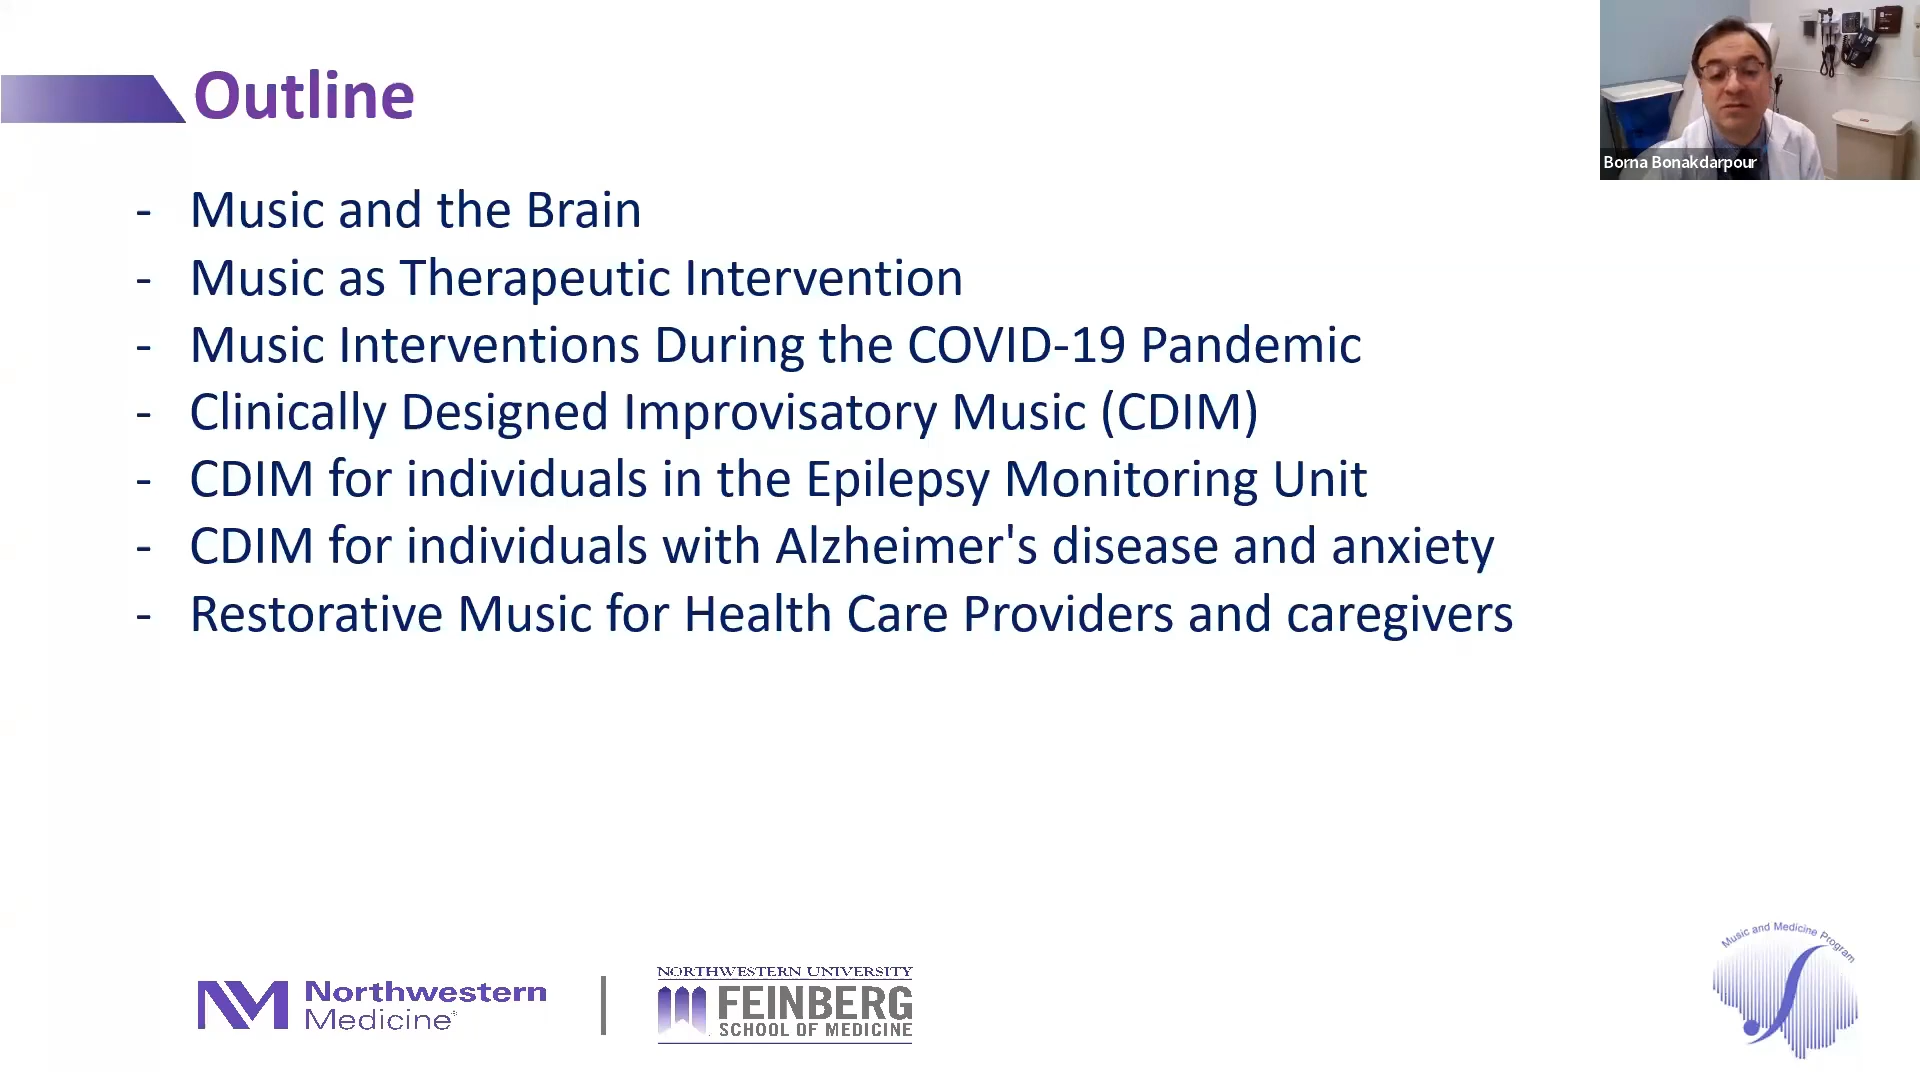 Outline
Borna Bonakdarpour
- Music and the Brain
- Music as Therapeutic Intervention
- Music Interventions During the COVID-19 Pandemic
- Clinically Designed Improvisatory Music (CDIM)
- CDIM for individuals in the Epilepsy Monitoring Unit
- CDIM for individuals with Alzheimer's disease and anxiety
- Restorative Music for Health Care Providers and caregivers
Music and Medicine Program
NM Northwestern
Medicine®
NORTHWESTERN UNIVERSITY
FEINBERG
SCHOOL OF MEDICINE